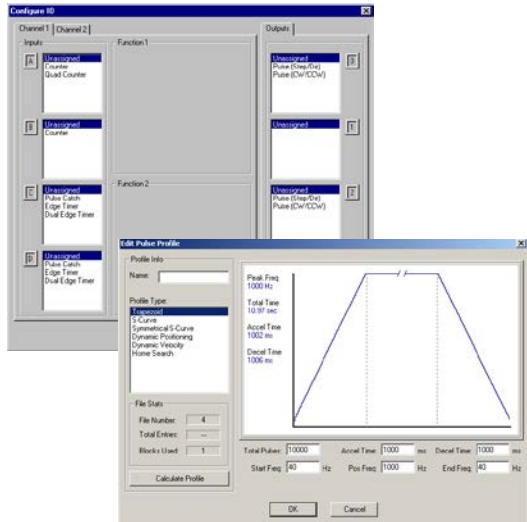 Configure IO
Channel 1 Channel 2
Outputs
Inputs
Function 1
A
Unassigned
Counter
Quad Counter
Unassigned
Pulse (Step/Dir)
Pulse (CW/CCW)
B
Unassigned
Counter
Unassigned
1
Function 2
C
Unassigned
Pulse Catch
Edge Timer
Dual Edge Timer
Unassigned
Pulse (Step/Dir)
Pulse (CW/CCW)
2
D
Unassigned
Pulse Catch
Edge Timer
Dual Edge Timer
Edit Pulse Profile
Profile Info
Name:
Profile Type:
Trapezoid
S-Curve
Symmetrical S-Curve
Dynamic Positioning
Dynamic Velocity
Home Search
File Stats
File Number: 4
Total Entries: ---
Blocks Used: 1
Calculate Profile
Peak Freq
1000 Hz
Total Time
10.97 sec
Accel Time
1002 ms
Decel Time
1006 ms
Total Pulses: 10000 Accel Time: 1000 ms Decel Time: 1000 ms
Start Freq: 40 Hz Pos Freq: 1000 Hz End Freq: 40 Hz
OK Cancel